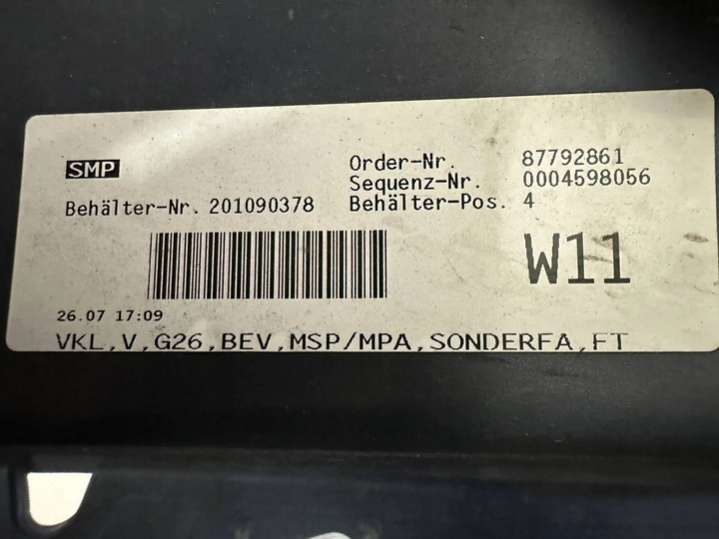 SMP
Order-Nr. 87792861
Sequenz-Nr. 0004598056
Behälter-Nr. 201090378 Behälter-Pos. 4
W11
26.07 17:09
VKL,V,G26,BEV,MSP/MPA,SONDERFA,FT